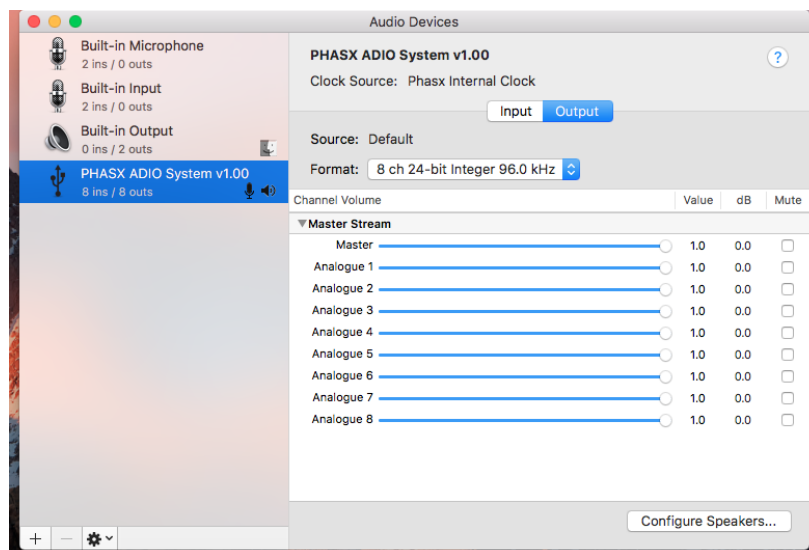 Audio Devices
Built-in Microphone
2 ins / 0 outs
Built-in Input
2 ins / 0 outs
Built-in Output
0 ins / 2 outs
PHASX ADIO System v1.00
8 ins / 8 outs
PHASX ADIO System v1.00
?
Clock Source: Phasx Internal Clock
Input Output
Source: Default
Format: 8 ch 24-bit Integer 96.0 kHz
Channel Volume Value dB Mute
Master Stream
Master 1.0 0.0
Analogue 1 1.0 0.0
Analogue 2 1.0 0.0
Analogue 3 1.0 0.0
Analogue 4 1.0 0.0
Analogue 5 1.0 0.0
Analogue 6 1.0 0.0
Analogue 7 1.0 0.0
Analogue 8 1.0 0.0
Configure Speakers...